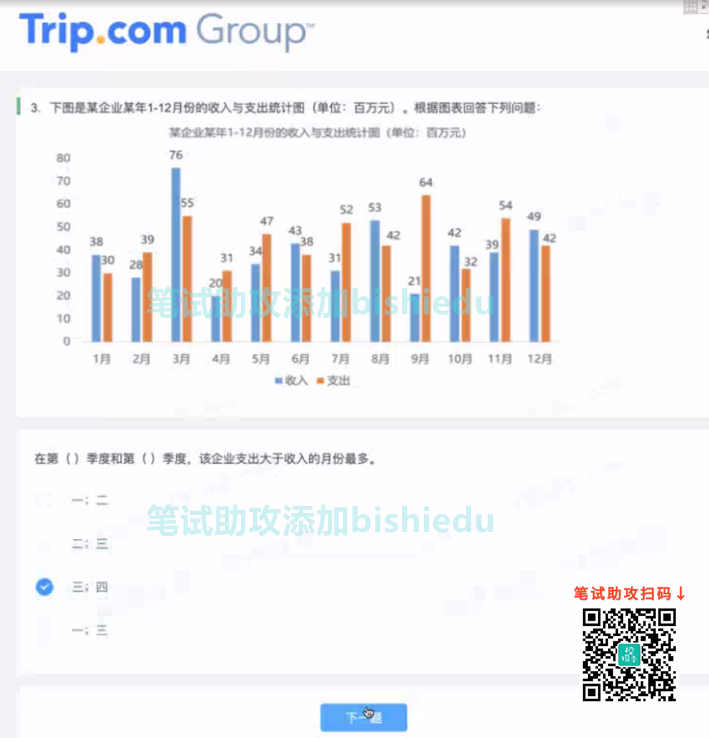 Trip.com Group™
3. 下图是某企业某年1-12月份的收入与支出统计图（单位：百万元）。根据图表回答下列问题：
某企业某年1-12月份的收入与支出统计图（单位：百万元）
80
70
60
50
40
30
20
10
0
38
30
28
39
76
55
20
31
34
47
43
38
31
52
53
42
21
64
42
32
39
54
49
42
1月
2月
3月
4月
5月
6月
7月
8月
9月
10月
11月
12月
收入
支出
笔试助攻添加bishiedu
在第（ ）季度和第（ ）季度，该企业支出大于收入的月份最多。
一；二
笔试助攻添加bishiedu
二；三
三；四
一；三
笔试助攻扫码↓
下一题